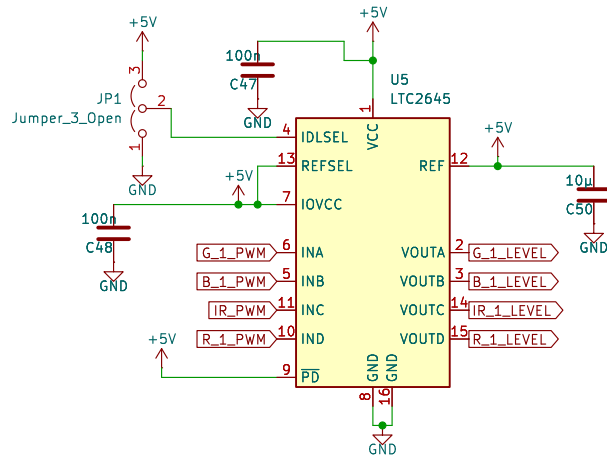 +5V
+5V
100n
C47
GND
U5
LTC2645
3
JP1
2
Jumper_3_Open
1
GND
1
VCC
4 IDLSEL
13 REFSEL
REF 12
+5V
10µ
C50
GND
+5V
7 IOVCC
100n
C48
GND
G_1_PWM 6 INA
VOUTA 2 G_1_LEVEL
B_1_PWM 5 INB
VOUTB 3 B_1_LEVEL
IR_PWM 11 INC
VOUTC 14 IR_1_LEVEL
R_1_PWM 10 IND
VOUTD 15 R_1_LEVEL
+5V
9 PD
GND GND
8 16
GND